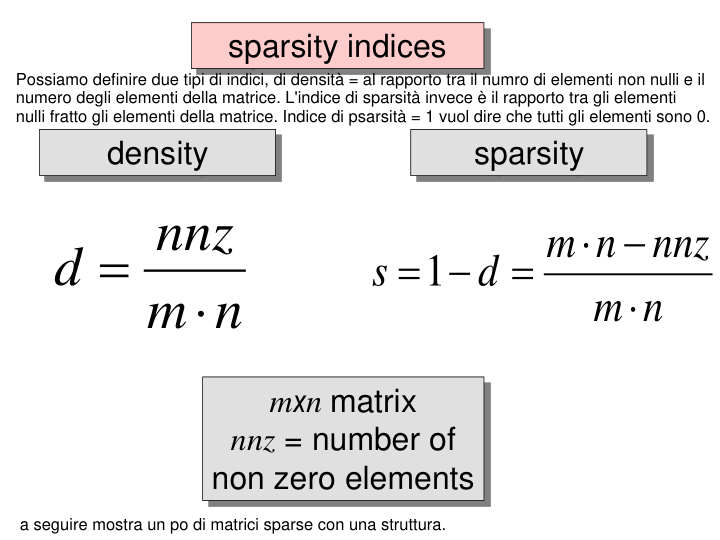 sparsity indices
Possiamo definire due tipi di indici, di densità = al rapporto tra il numro di elementi non nulli e il
numero degli elementi della matrice. L'indice di sparsità invece è il rapporto tra gli elementi
nulli fratto gli elementi della matrice. Indice di psarsità = 1 vuol dire che tutti gli elementi sono 0.
density
sparsity
d = nnz / m · n
s = 1 − d = m · n − nnz / m · n
mxn matrix
nnz = number of
non zero elements
a seguire mostra un po di matrici sparse con una struttura.